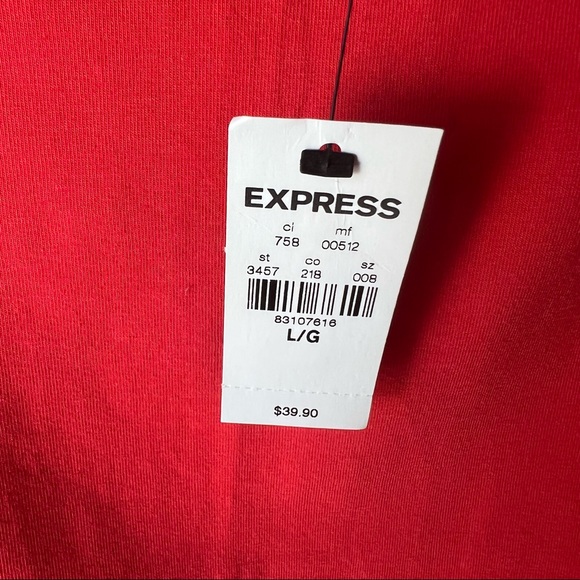 EXPRESS
cl mf
758 00512
st co sz
3457 218 008
83107616
L/G
$39.90